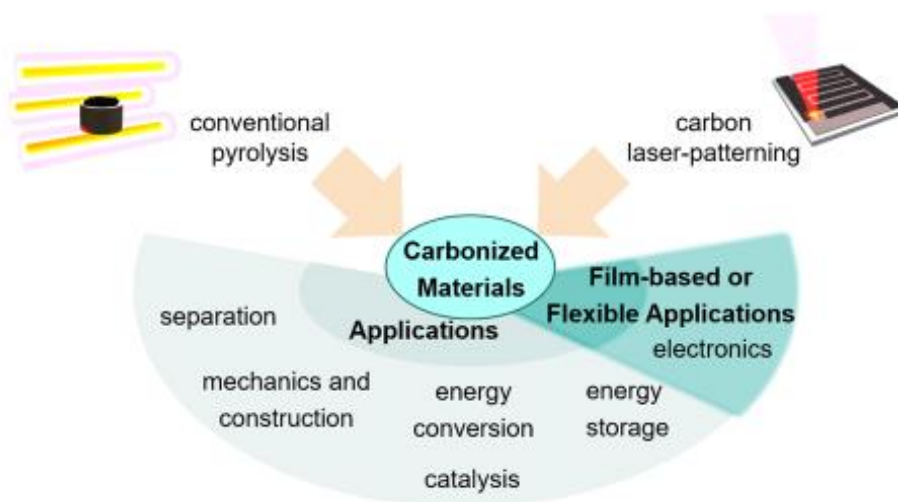 conventional
pyrolysis
carbon
laser-patterning
Carbonized
Materials
Film-based or
Flexible Applications
electronics
Applications
separation
mechanics and
construction
energy
conversion
energy
storage
catalysis